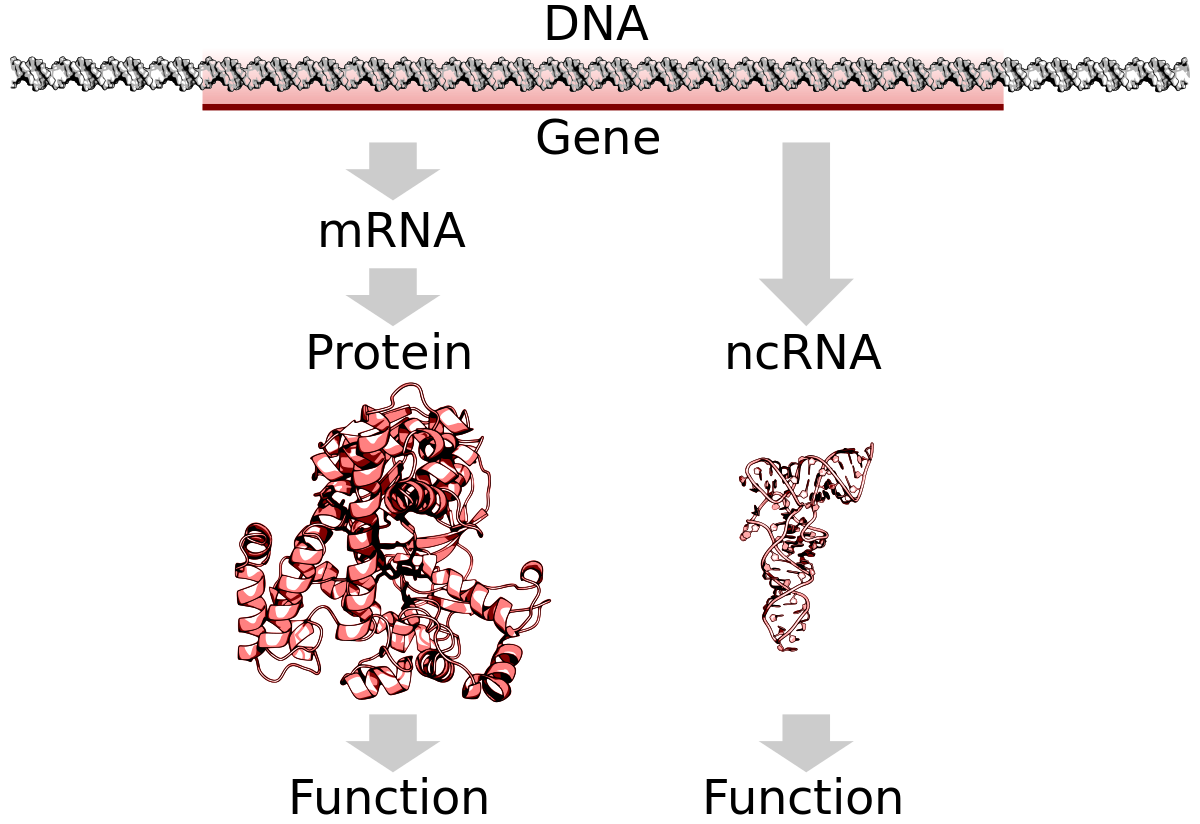 DNA
Gene
mRNA
Protein
ncRNA
Function
Function